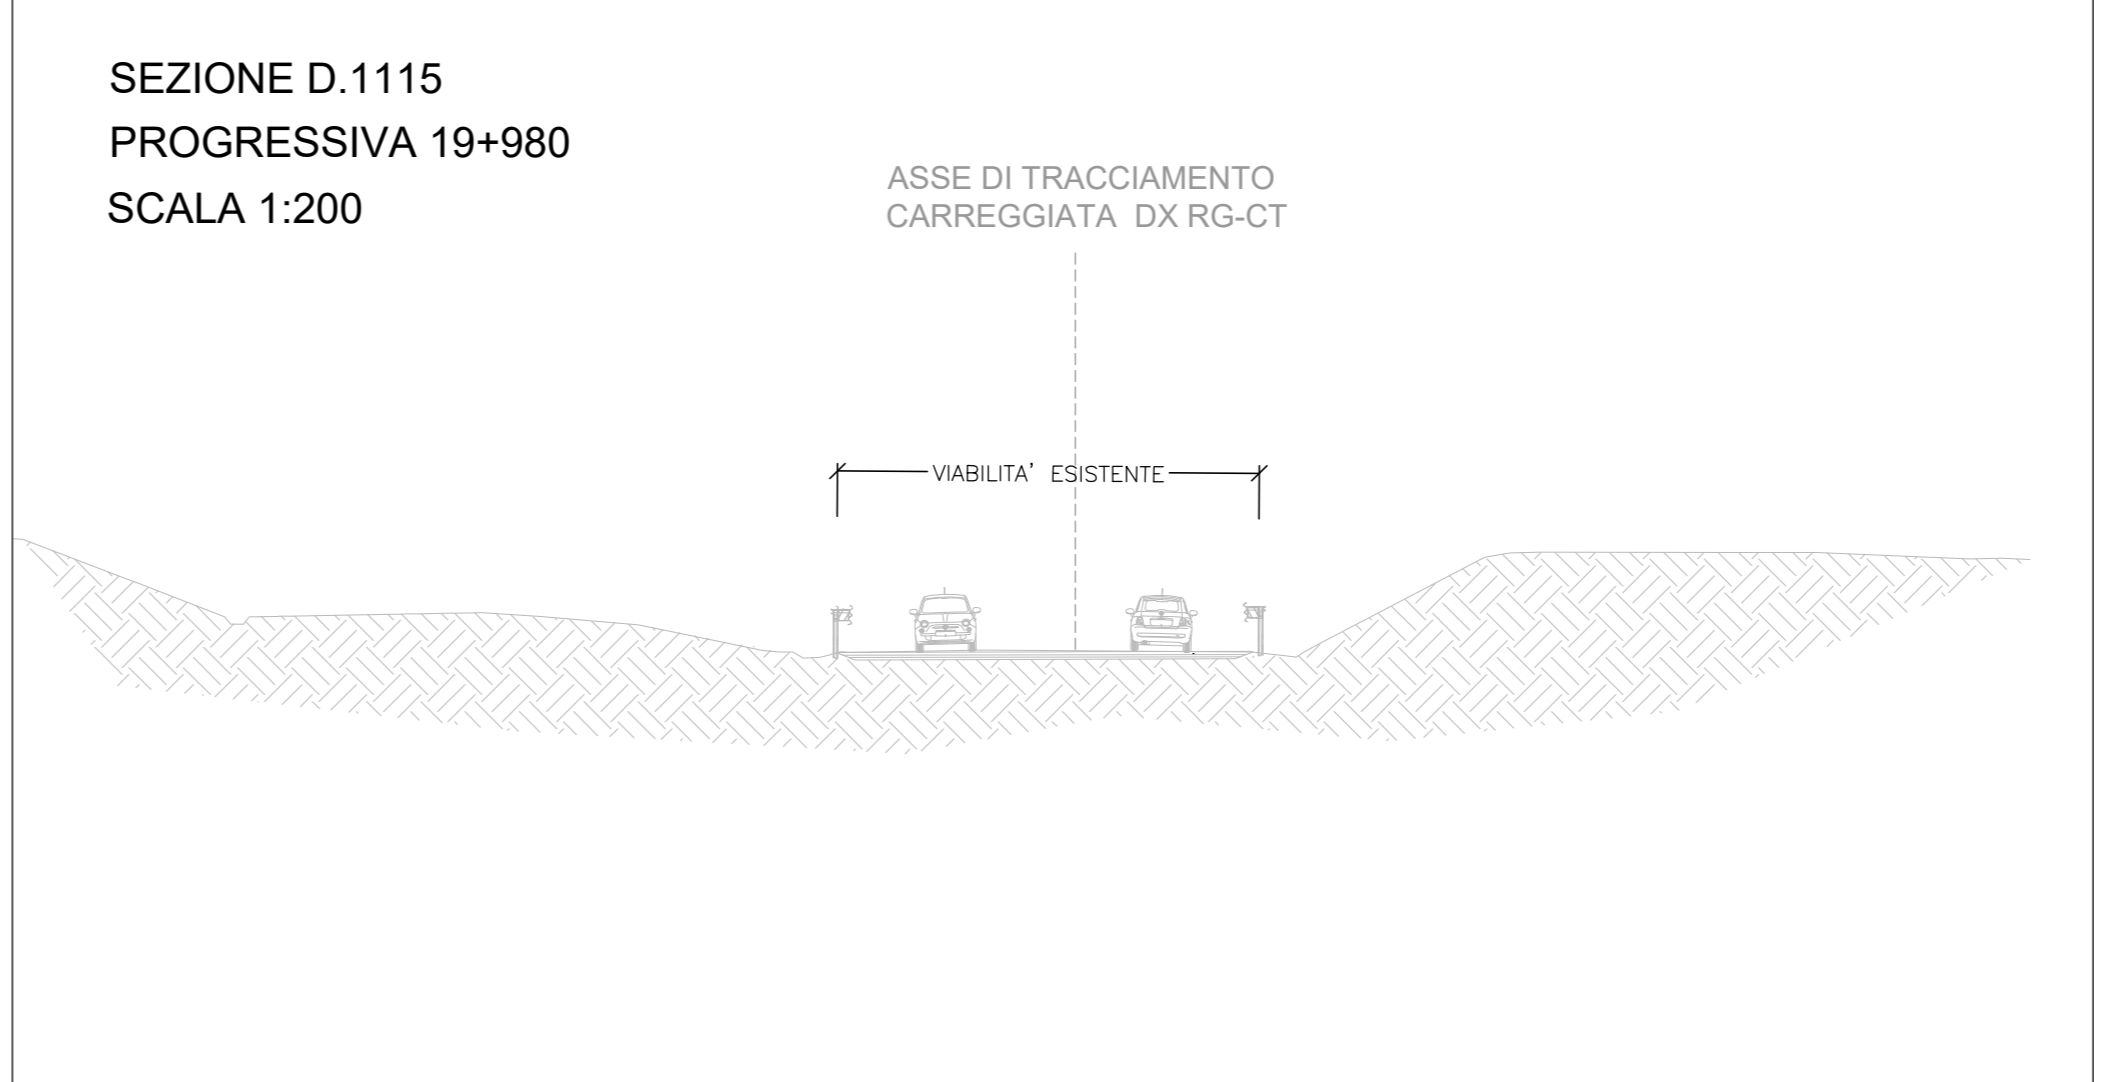 SEZIONE D.1115
PROGRESSIVA 19+980
SCALA 1:200
ASSE DI TRACCIAMENTO
CARREGGIATA DX RG-CT
VIABILITA' ESISTENTE